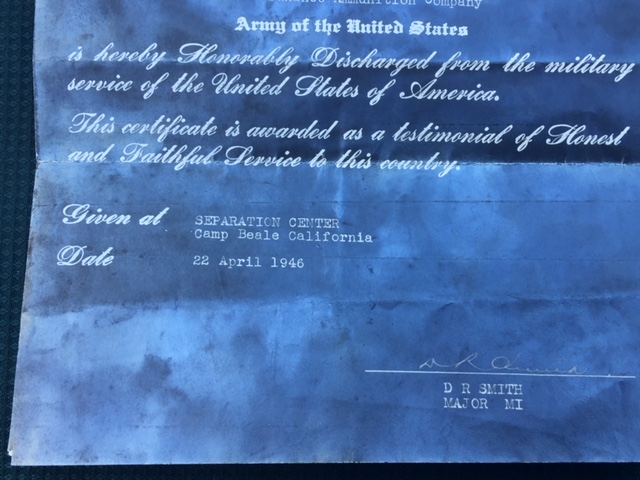 Ammunition Company
Army of the United States
is hereby Honorably Discharged from the military
service of the United States of America.
This certificate is awarded as a testimonial of Honest
and Faithful Service to this country.
Given at SEPARATION CENTER
Camp Beale California
Date 22 April 1946
D R SMITH
MAJOR MI